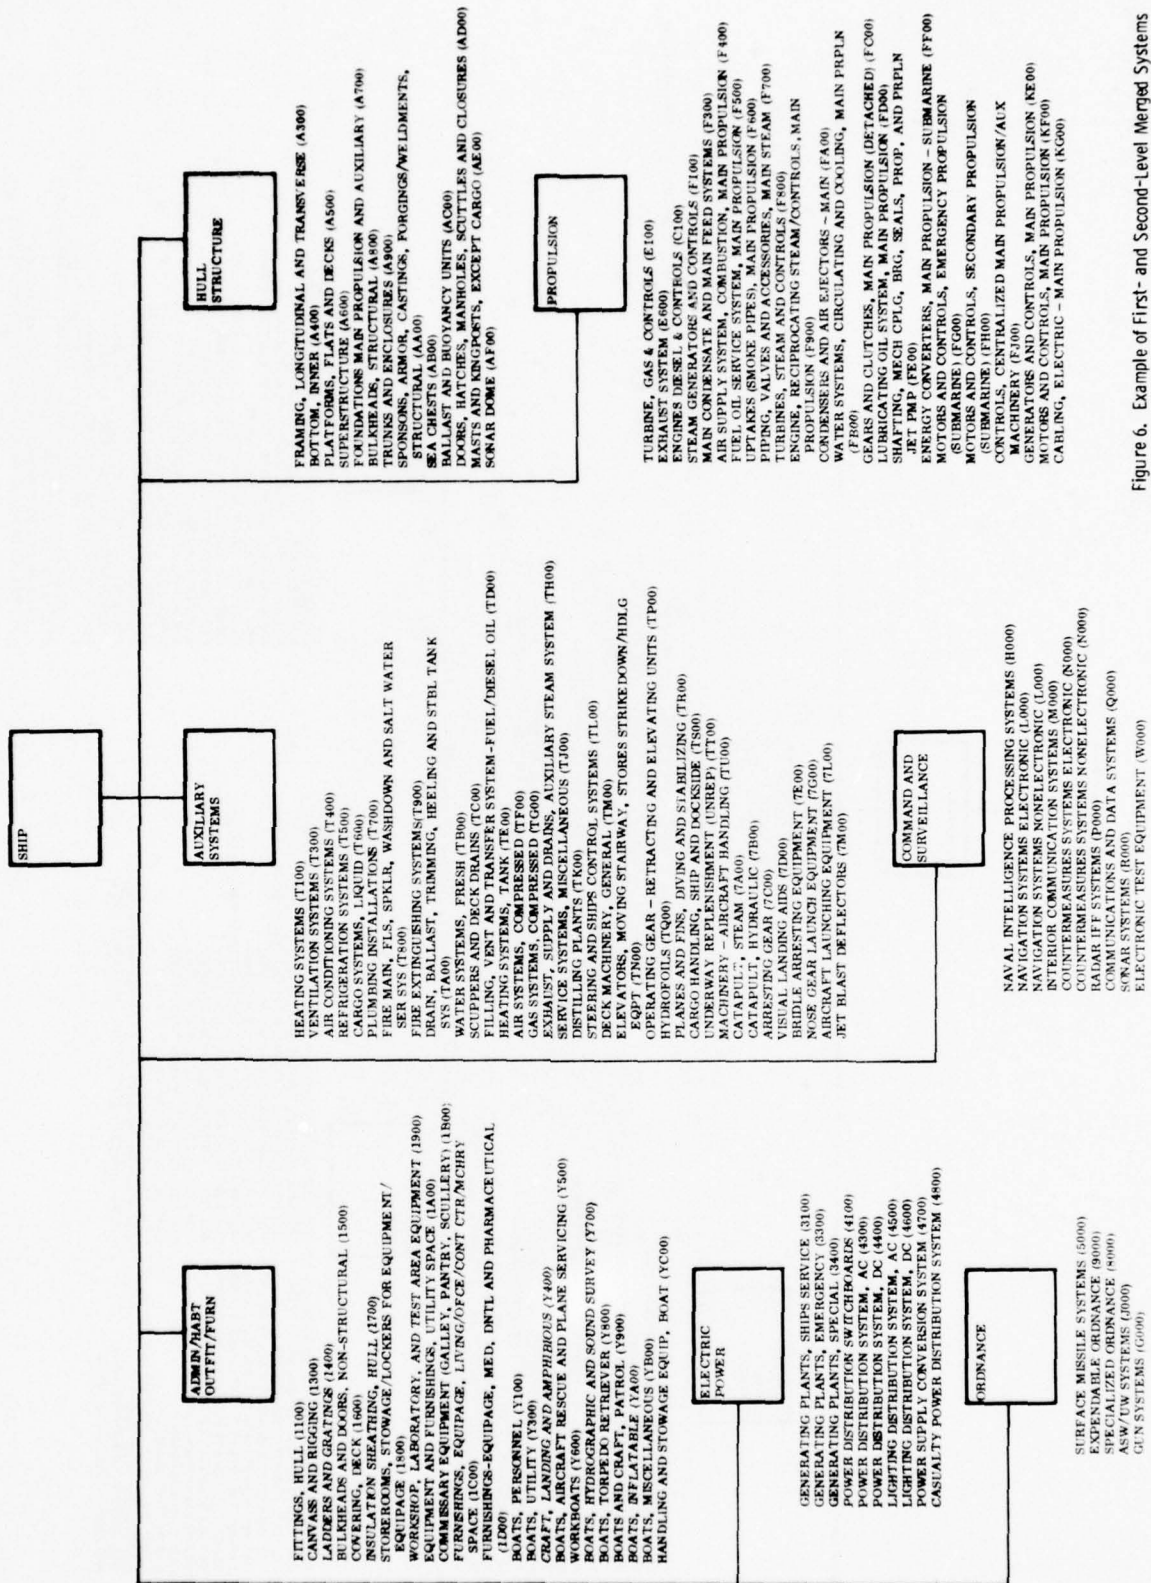 SHIP
ADMIN/HABT
OUTFIT/FURN
FITTINGS, HULL (1100)
CANVASS AND RIGGING (1300)
LADDERS AND GRATINGS (1400)
BULKHEADS AND DOORS, NON-STRUCTURAL (1500)
COVERING, DECK (1600)
INSULATION SHEATHING, HULL (1700)
STOREROOMS, STOWAGE/LOCKERS FOR EQUIPMENT/
EQUIPAGE (1800)
WORKSHOP, LABORATORY, AND TEST AREA EQUIPMENT (1900)
EQUIPMENT AND FURNISHINGS, UTILITY SPACE (1A00)
COMMISSARY EQUIPMENT (GALLEY, PANTRY, SCULLERY) (1B00)
FURNISHINGS, EQUIPAGE, LIVING/OFCE/CONT CTR/MCHRY
SPACE (1C00)
FURNISHINGS-EQUIPAGE, MED, DNTL AND PHARMACEUTICAL
(1D00)
BOATS, PERSONNEL (Y100)
BOATS, UTILITY (Y300)
CRAFT, LANDING AND AMPHIBIOUS (Y400)
BOATS, AIRCRAFT RESCUE AND PLANE SERVICING (Y500)
WORKBOATS (Y600)
BOATS, HYDROGRAPHIC AND SOUND SURVEY (Y700)
BOATS, TORPEDO RETRIEVER (Y800)
BOATS AND CRAFT, PATROL (Y900)
BOATS, INFLATABLE (YA00)
BOATS, MISCELLANEOUS (YB00)
HANDLING AND STOWAGE EQUIP, BOAT (YC00)
AUXILIARY
SYSTEMS
HEATING SYSTEMS (T100)
VENTILATION SYSTEMS (T300)
AIR CONDITIONING SYSTEMS (T400)
REFRIGERATION SYSTEMS (T500)
CARGO SYSTEMS, LIQUID (T600)
PLUMBING INSTALLATIONS (T700)
FIRE MAIN, FLS, SPKLR, WASHDOWN AND SALT WATER
SER SYS (T800)
FIRE EXTINGUISHING SYSTEMS(T900)
DRAIN, BALLAST, TRIMMING, HEELING AND STBL TANK
SYS (TA00)
WATER SYSTEMS, FRESH (TB00)
SCUPPERS AND DECK DRAINS (TC00)
FILLING, VENT AND TRANSFER SYSTEM-FUEL/DIESEL OIL (TD00)
HEATING SYSTEMS, TANK (TE00)
AIR SYSTEMS, COMPRESSED (TF00)
GAS SYSTEMS, COMPRESSED (TG00)
EXHAUST, SUPPLY AND DRAINS, AUXILIARY STEAM SYSTEM (TH00)
SERVICE SYSTEMS, MISCELLANEOUS (TJ00)
DISTILLING PLANTS (TK00)
STEERING AND SHIPS CONTROL SYSTEMS (TL00)
DECK MACHINERY, GENERAL (TM00)
ELEVATORS, MOVING STAIRWAY, STORES STRIKEDOWN/HDLG
EQPT (TN00)
OPERATING GEAR - RETRACTING AND ELEVATING UNITS (TP00)
HYDROFOILS (TQ00)
PLANES AND FINS, DIVING AND STABILIZING (TR00)
CARGO HANDLING, SHIP AND DOCKSIDE (TS00)
UNDERWAY REPLENISHMENT (UNREP) (TT00)
MACHINERY - AIRCRAFT HANDLING (TU00)
CATAPULT, STEAM (7A00)
CATAPULT, HYDRAULIC (7B00)
ARRESTING GEAR (7C00)
VISUAL LANDING AIDS (7D00)
BRIDLE ARRESTING EQUIPMENT (7E00)
NOSE GEAR LAUNCH EQUIPMENT (7G00)
AIRCRAFT LAUNCHING EQUIPMENT (7L00)
JET BLAST DEFLECTORS (7M00)
HULL
STRUCTURE
FRAMING, LONGITUDINAL AND TRANSVERSE (A300)
BOTTOM, INNER (A400)
PLATFORMS, FLATS AND DECKS (A500)
SUPERSTRUCTURE (A600)
FOUNDATIONS MAIN PROPULSION AND AUXILIARY (A700)
BULKHEADS, STRUCTURAL (A800)
TRUNKS AND ENCLOSURES (A900)
SPONSONS, ARMOR, CASTINGS, FORGINGS/WELDMENTS,
STRUCTURAL (AA00)
SEA CHESTS (AB00)
BALLAST AND BUOYANCY UNITS (AC00)
DOORS, HATCHES, MANHOLES, SCUTTLES AND CLOSURES (AD00)
MASTS AND KINGPOSTS, EXCEPT CARGO (AE00)
SONAR DOME (AF00)
ELECTRIC
POWER
GENERATING PLANTS, SHIPS SERVICE (3100)
GENERATING PLANTS, EMERGENCY (3300)
GENERATING PLANTS, SPECIAL (3400)
POWER DISTRIBUTION SWITCHBOARDS (4100)
POWER DISTRIBUTION SYSTEM, AC (4300)
POWER DISTRIBUTION SYSTEM, DC (4400)
LIGHTING DISTRIBUTION SYSTEM, AC (4500)
LIGHTING DISTRIBUTION SYSTEM, DC (4600)
POWER SUPPLY CONVERSION SYSTEM (4700)
CASUALTY POWER DISTRIBUTION SYSTEM (4800)
ORDNANCE
SURFACE MISSILE SYSTEMS (5000)
EXPENDABLE ORDNANCE (9000)
SPECIALIZED ORDNANCE (8000)
ASW/UW SYSTEMS (J000)
GUN SYSTEMS (G000)
COMMAND AND
SURVEILLANCE
NAVAL INTELLIGENCE PROCESSING SYSTEMS (H000)
NAVIGATION SYSTEMS ELECTRONIC (L000)
NAVIGATION SYSTEMS NONELECTRONIC (L000)
INTERIOR COMMUNICATION SYSTEMS (M000)
COUNTERMEASURES SYSTEMS ELECTRONIC (N000)
COUNTERMEASURES SYSTEMS NONELECTRONIC (N000)
RADAR IFF SYSTEMS (P000)
COMMUNICATIONS AND DATA SYSTEMS (Q000)
SONAR SYSTEMS (R000)
ELECTRONIC TEST EQUIPMENT (W000)
PROPULSION
TURBINE, GAS & CONTROLS (E100)
EXHAUST SYSTEM (E600)
ENGINES DIESEL & CONTROLS (C100)
STEAM GENERATORS AND CONTROLS (F100)
MAIN CONDENSATE AND MAIN FEED SYSTEMS (F300)
AIR SUPPLY SYSTEM, COMBUSTION, MAIN PROPULSION (F400)
FUEL OIL SERVICE SYSTEM, MAIN PROPULSION (F500)
UPTAKES (SMOKE PIPES), MAIN PROPULSION (F600)
PIPING, VALVES AND ACCESSORIES, MAIN STEAM (F700)
TURBINES, STEAM AND CONTROLS (F800)
ENGINE, RECIPROCATING STEAM/CONTROLS, MAIN
PROPULSION (F900)
CONDENSERS AND AIR EJECTORS - MAIN (FA00)
WATER SYSTEMS, CIRCULATING AND COOLING, MAIN PRPLN
(FB00)
GEARS AND CLUTCHES, MAIN PROPULSION (DETACHED) (FC00)
LUBRICATING OIL SYSTEM, MAIN PROPULSION (FD00)
SHAFTING, MECH CPLG, BRG, SEALS, PROP, AND PRPLN
JET PMP (FE00)
ENERGY CONVERTERS, MAIN PROPULSION - SUBMARINE (FF00)
MOTORS AND CONTROLS, EMERGENCY PROPULSION
(SUBMARINE) (FG00)
MOTORS AND CONTROLS, SECONDARY PROPULSION
(SUBMARINE) (FH00)
CONTROLS, CENTRALIZED MAIN PROPULSION/AUX
MACHINERY (FJ00)
GENERATORS AND CONTROLS, MAIN PROPULSION (KE00)
MOTORS AND CONTROLS, MAIN PROPULSION (KF00)
CABLING, ELECTRIC - MAIN PROPULSION (KG00)
Figure 6. Example of First- and Second-Level Merged Systems